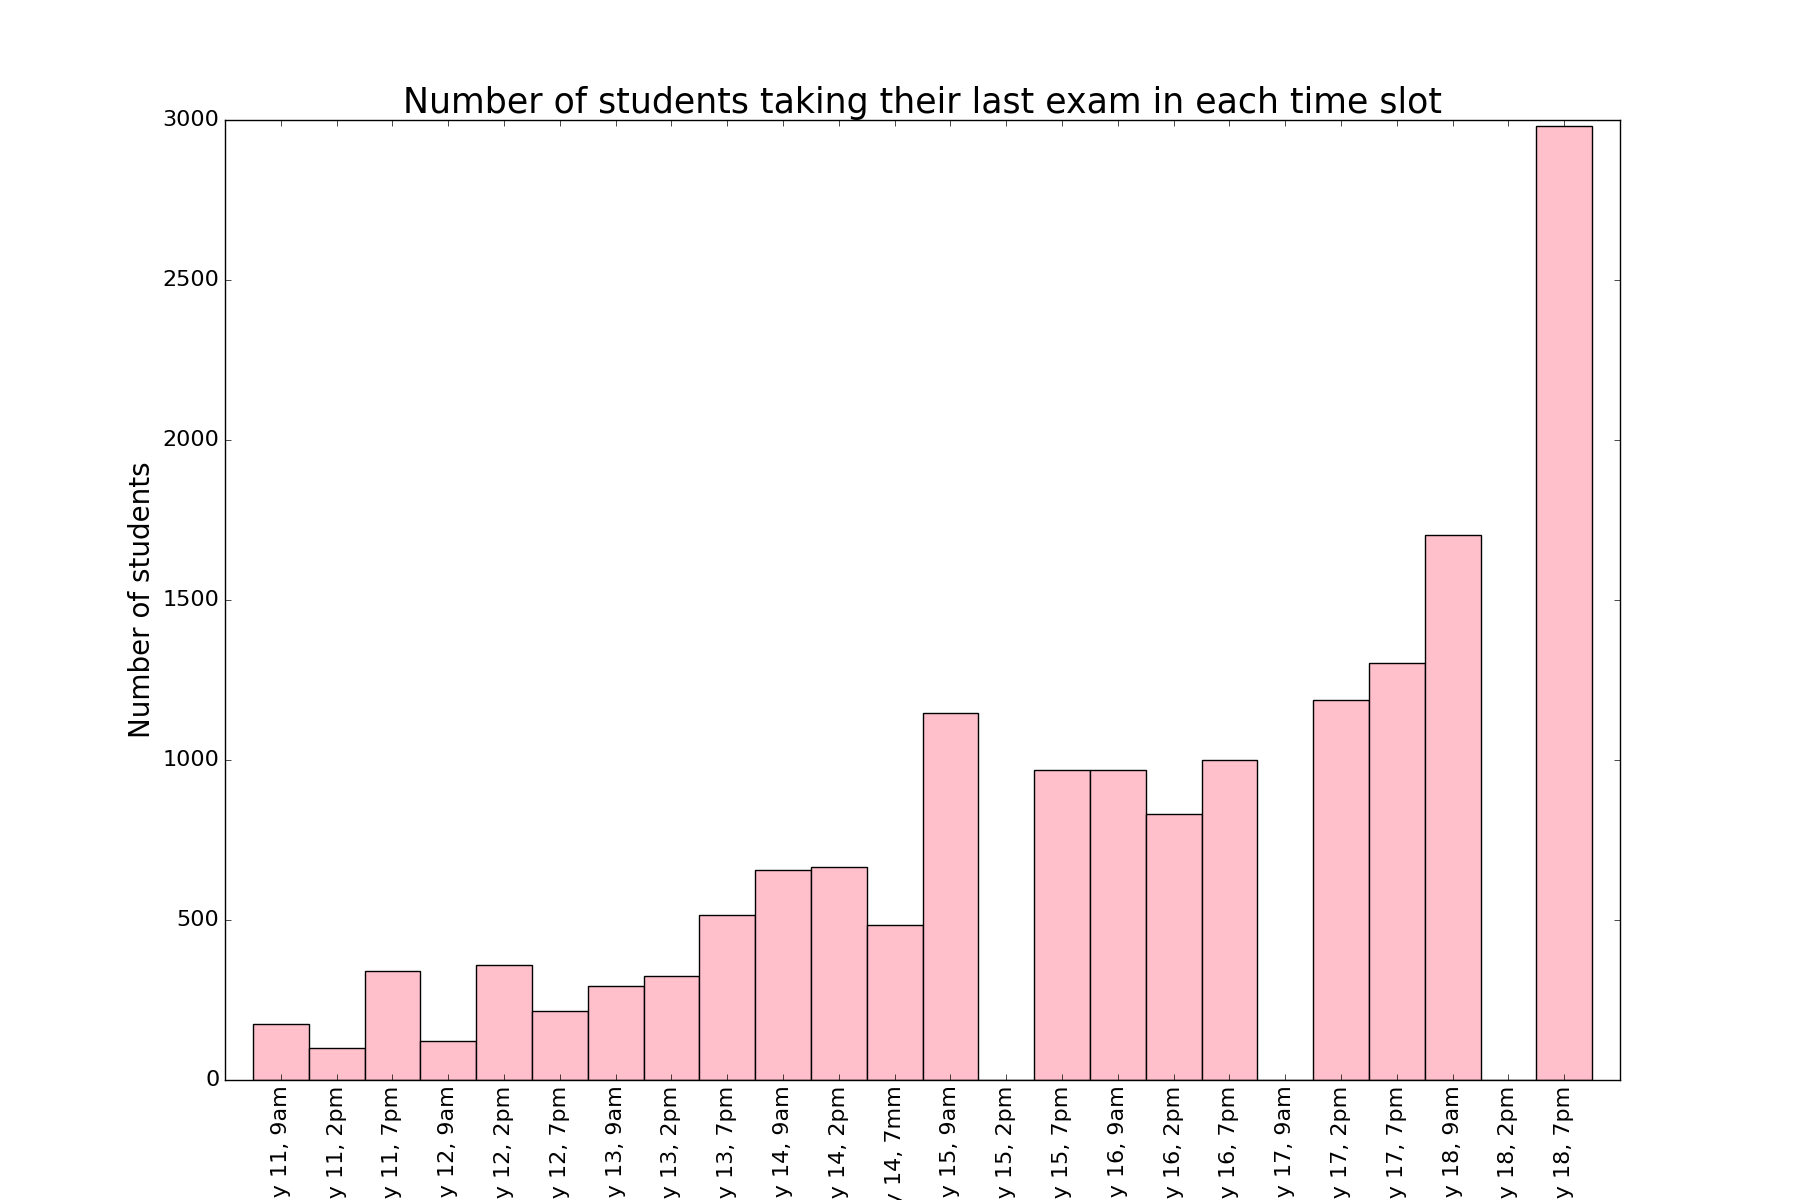 Number of students taking their last exam in each time slot
Number of students
3000
2500
2000
1500
1000
500
0
y 11, 9am
y 11, 2pm
y 11, 7pm
y 12, 9am
y 12, 2pm
y 12, 7pm
y 13, 9am
y 13, 2pm
y 13, 7pm
y 14, 9am
y 14, 2pm
y 14, 7mm
y 15, 9am
y 15, 2pm
y 15, 7pm
y 16, 9am
y 16, 2pm
y 16, 7pm
y 17, 9am
y 17, 2pm
y 17, 7pm
y 18, 9am
y 18, 2pm
y 18, 7pm